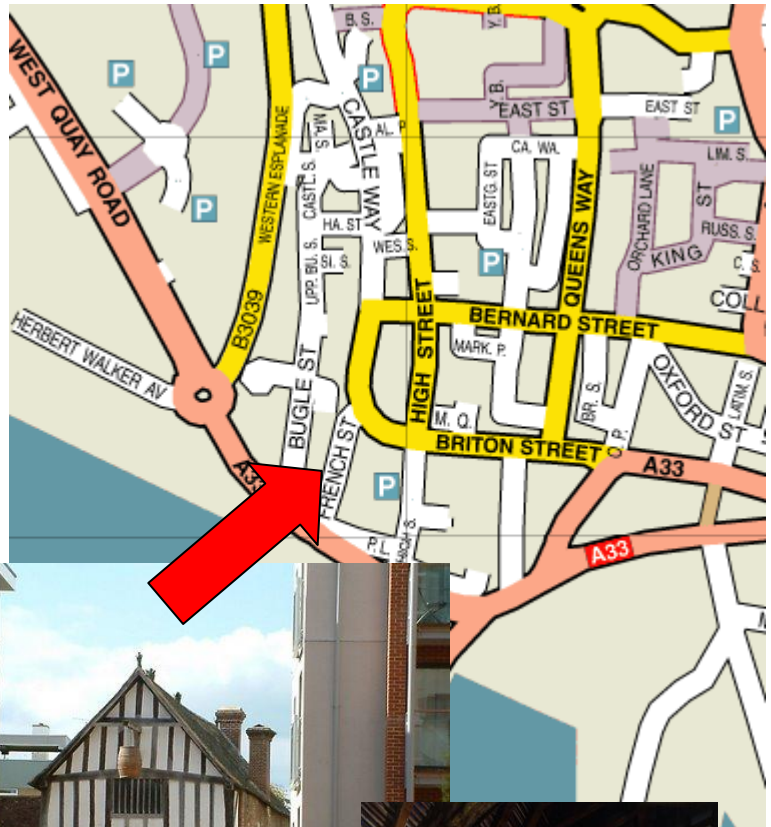 B. S.
Y. B.
P
P
P
WEST QUAY ROAD
WESTERN ESPLANADE
MA. S.
CASTLE WAY
AL. P.
Y. B.
EAST ST
EAST ST
P
CA. WA.
LIM. S.
CASTL. S.
EASTG. ST
ORCHARD LANE
ST
P
HA. ST
WES. S.
RUSS. S.
UPP. BU. S.
SI. S.
P
QUEENS WAY
KING
C. S.
COLL
B3039
HIGH STREET
BERNARD STREET
HERBERT WALKER AV
MARK. P.
OXFORD ST
LATIM. S.
BUGLE ST
BR. S.
M. Q.
FRENCH ST
BRITON STREET
O. P.
A33
A33
P
P.L.
HIGH S.
A33